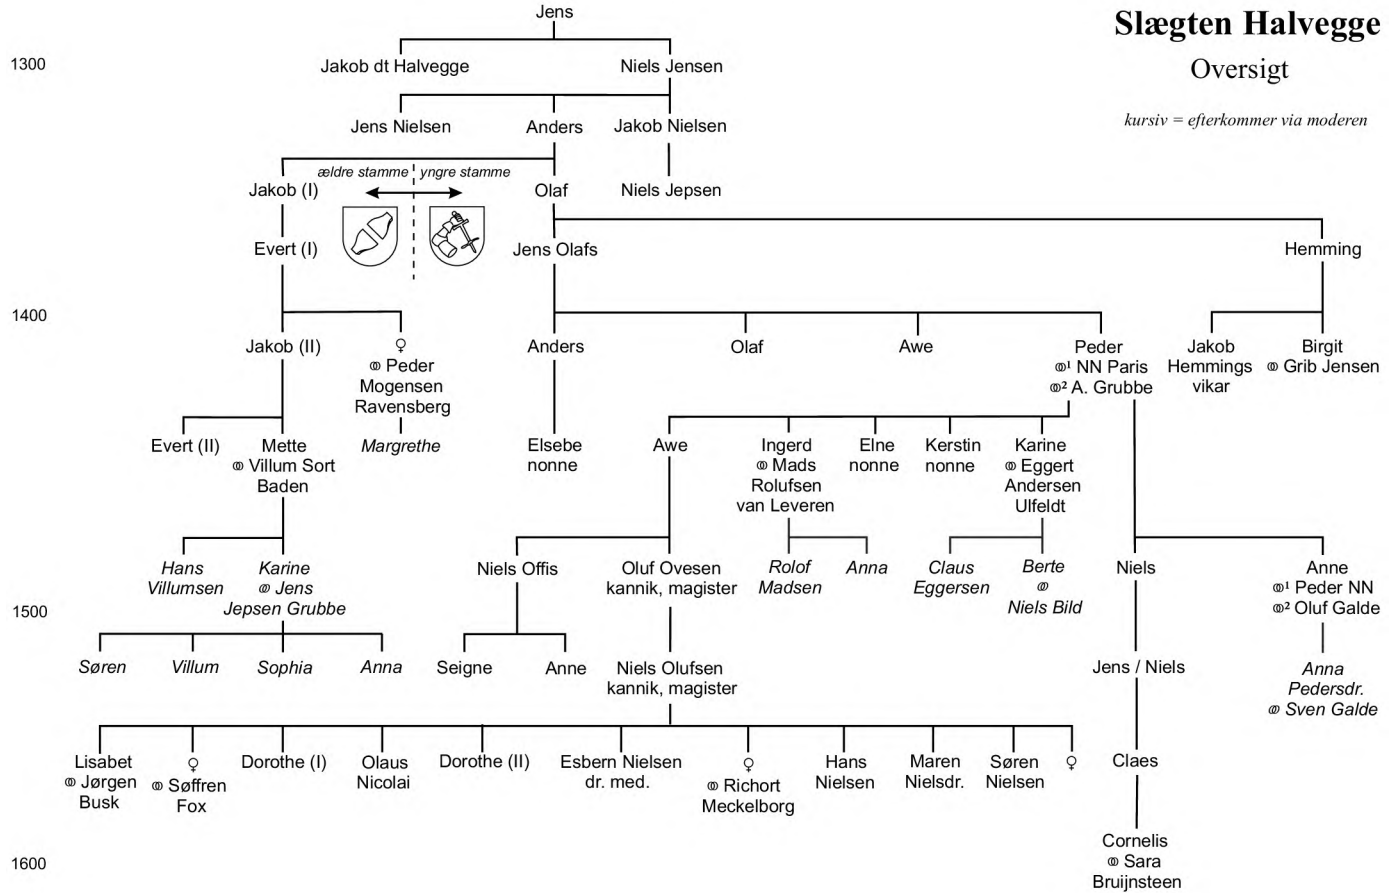 Jens
Slægten Halvegge
Oversigt
kursiv = efterkommer via moderen
1300
Jakob dt Halvegge
Niels Jensen
Jens Nielsen
Anders
Jakob Nielsen
ældre stamme
yngre stamme
Jakob (I)
Olaf
Niels Jepsen
Evert (I)
Jens Olafs
Hemming
1400
Jakob (II)
♀
⚭ Peder
Mogensen
Ravensberg
Anders
Olaf
Awe
Peder
⚭¹ NN Paris
⚭² A. Grubbe
Jakob
Hemmings
vikar
Birgit
⚭ Grib Jensen
Evert (II)
Mette
⚭ Villum Sort
Baden
Margrethe
Elsebe
nonne
Awe
Ingerd
⚭ Mads
Rolufsen
van Leveren
Elne
nonne
Kerstin
nonne
Karine
⚭ Eggert
Andersen
Ulfeldt
Hans
Villumsen
Karine
⚭ Jens
Jepsen Grubbe
Niels Offis
Oluf Ovesen
kannik, magister
Rolof
Madsen
Anna
Claus
Eggersen
Berte
⚭
Niels Bild
Niels
Anne
⚭¹ Peder NN
⚭² Oluf Galde
1500
Søren
Villum
Sophia
Anna
Seigne
Anne
Niels Olufsen
kannik, magister
Jens / Niels
Anna
Pedersdr.
⚭ Sven Galde
Lisabet
⚭ Jørgen
Busk
♀
⚭ Søffren
Fox
Dorothe (I)
Olaus
Nicolai
Dorothe (II)
Esbern Nielsen
dr. med.
♀
⚭ Richort
Meckelborg
Hans
Nielsen
Maren
Nielsdr.
Søren
Nielsen
♀
Claes
Cornelis
⚭ Sara
Bruijnsteen
1600